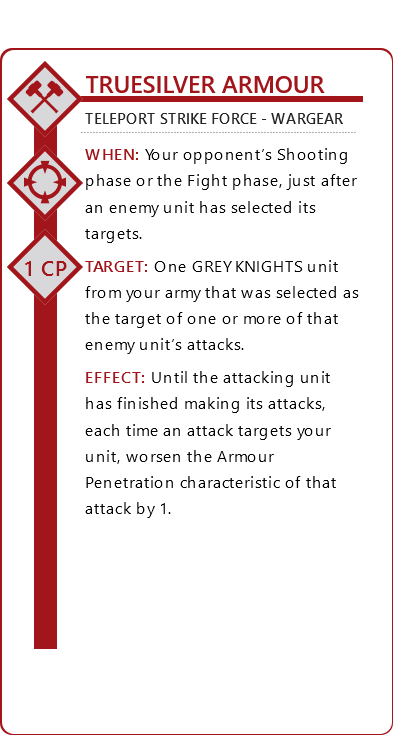 TRUESILVER ARMOUR
TELEPORT STRIKE FORCE - WARGEAR
WHEN: Your opponent's Shooting
phase or the Fight phase, just after
an enemy unit has selected its
targets.
1 CP
TARGET: One GREY KNIGHTS unit
from your army that was selected as
the target of one or more of that
enemy unit's attacks.
EFFECT: Until the attacking unit
has finished making its attacks,
each time an attack targets your
unit, worsen the Armour
Penetration characteristic of that
attack by 1.